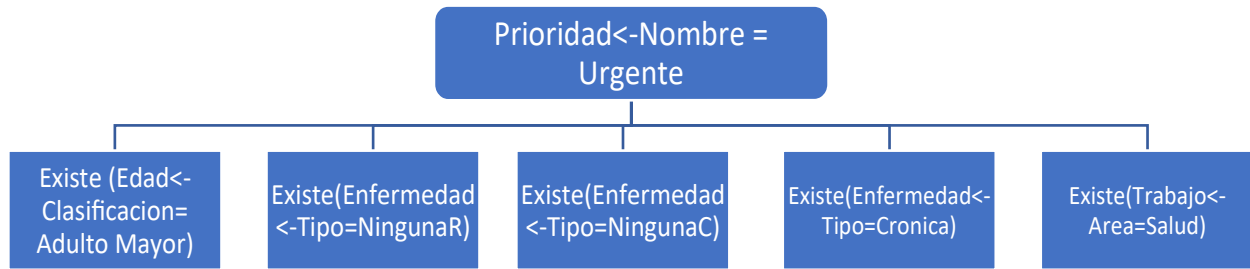 Prioridad<-Nombre =
Urgente
Existe (Edad<-
Clasificacion=
Adulto Mayor)
Existe(Enfermedad
<-Tipo=NingunaR)
Existe(Enfermedad
<-Tipo=NingunaC)
Existe(Enfermedad<-
Tipo=Cronica)
Existe(Trabajo<-
Area=Salud)